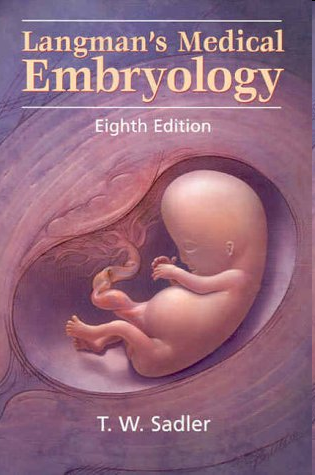 Langman's Medical
Embryology
Eighth Edition
T. W. Sadler